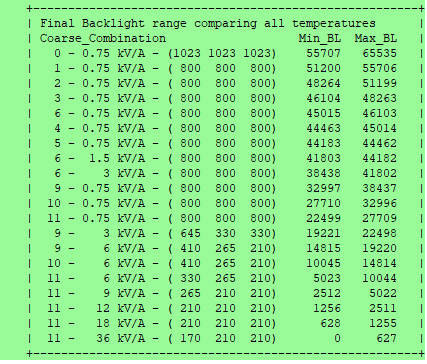 +----------------------------------------------------------+
| Final Backlight range comparing all temperatures |
| Coarse_Combination Min_BL Max_BL |
| 0 - 0.75 kV/A - (1023 1023 1023) 55707 65535 |
| 1 - 0.75 kV/A - ( 800 800 800) 51200 55706 |
| 2 - 0.75 kV/A - ( 800 800 800) 48264 51199 |
| 3 - 0.75 kV/A - ( 800 800 800) 46104 48263 |
| 6 - 0.75 kV/A - ( 800 800 800) 45015 46103 |
| 4 - 0.75 kV/A - ( 800 800 800) 44463 45014 |
| 5 - 0.75 kV/A - ( 800 800 800) 44183 44462 |
| 6 - 1.5 kV/A - ( 800 800 800) 41803 44182 |
| 6 - 3 kV/A - ( 800 800 800) 38438 41802 |
| 9 - 0.75 kV/A - ( 800 800 800) 32997 38437 |
| 10 - 0.75 kV/A - ( 800 800 800) 27710 32996 |
| 11 - 0.75 kV/A - ( 800 800 800) 22499 27709 |
| 9 - 3 kV/A - ( 645 330 330) 19221 22498 |
| 9 - 6 kV/A - ( 410 265 210) 14815 19220 |
| 10 - 6 kV/A - ( 410 265 210) 10045 14814 |
| 11 - 6 kV/A - ( 330 265 210) 5023 10044 |
| 11 - 9 kV/A - ( 265 210 210) 2512 5022 |
| 11 - 12 kV/A - ( 210 210 210) 1256 2511 |
| 11 - 18 kV/A - ( 210 210 210) 628 1255 |
| 11 - 36 kV/A - ( 170 210 210) 0 627 |
+----------------------------------------------------------+